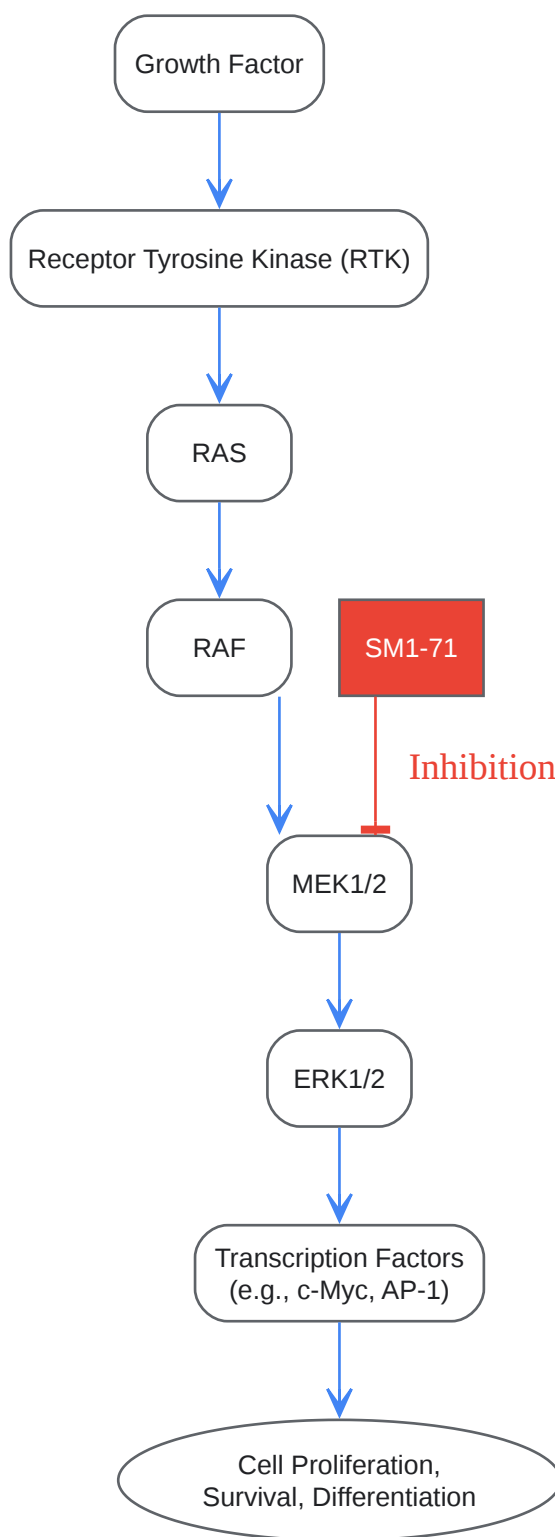 Growth Factor
Receptor Tyrosine Kinase (RTK)
RAS
RAF
SM1-71
Inhibition
MEK1/2
ERK1/2
Transcription Factors
(e.g., c-Myc, AP-1)
Cell Proliferation,
Survival, Differentiation